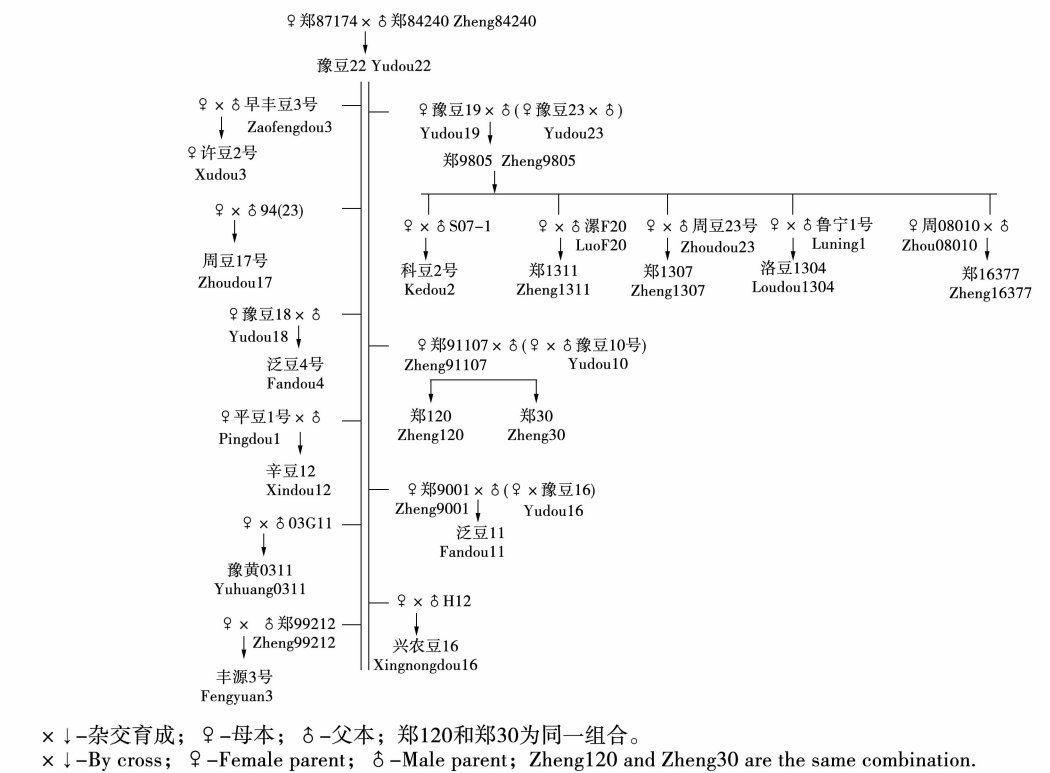 ♀郑87174×♂郑84240 Zheng84240
豫豆22 Yudou22
♀×♂早丰豆3号
Zaofengdou3
♀许豆2号
Xudou3
♀×♂94(23)
周豆17号
Zhoudou17
♀豫豆18×♂
Yudou18
泛豆4号
Fandou4
♀平豆1号×♂
Pingdou1
辛豆12
Xindou12
♀×♂03G11
豫黄0311
Yuhuang0311
♀× ♂郑99212
Zheng99212
丰源3号
Fengyuan3
♀豫豆19×♂(♀豫豆23×♂)
Yudou19 Yudou23
郑9805 Zheng9805
♀×♂S07-1
科豆2号
Kedou2
♀×♂漯F20
LuoF20
郑1311
Zheng1311
♀×♂周豆23号
Zhoudou23
郑1307
Zheng1307
♀×♂鲁宁1号
Luning1
洛豆1304
Loudou1304
♀周08010×♂
Zhou08010
郑16377
Zheng16377
♀郑91107×♂(♀×♂豫豆10号)
Zheng91107 Yudou10
郑120
Zheng120
郑30
Zheng30
♀郑9001×♂(♀×豫豆16)
Zheng9001 Yudou16
泛豆11
Fandou11
♀×♂H12
兴农豆16
Xingnongdou16
×↓-杂交育成；♀-母本；♂-父本；郑120和郑30为同一组合。
×↓-By cross；♀-Female parent；♂-Male parent；Zheng120 and Zheng30 are the same combination.